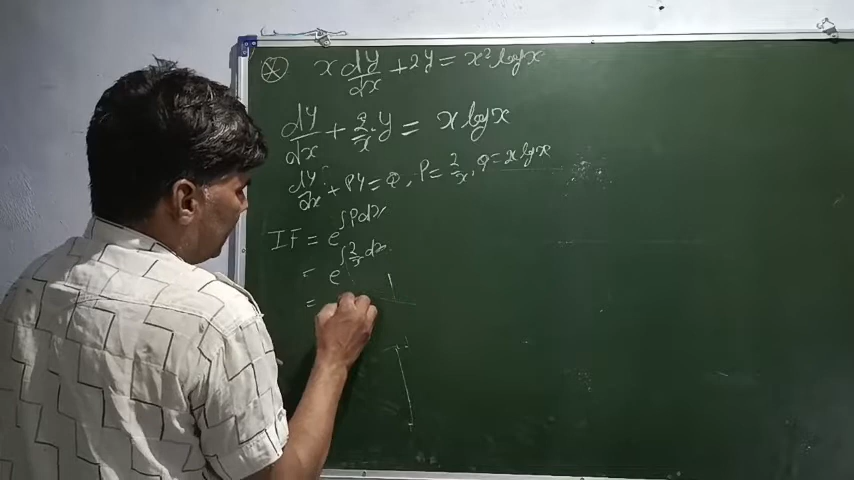 ⊗ x dy/dx + 2y = x² log x
dy/dx + 2/x · y = x log x
dy/dx + Py = Q, P = 2/x, Q = x log x
IF = e^∫Pdx
= e^∫2/x dx
=